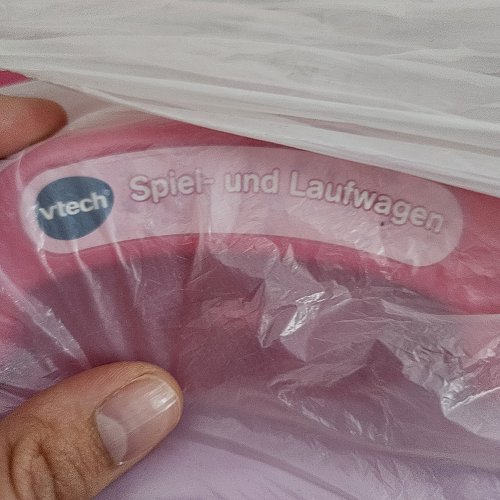 vtech® Spiel- und Laufwagen